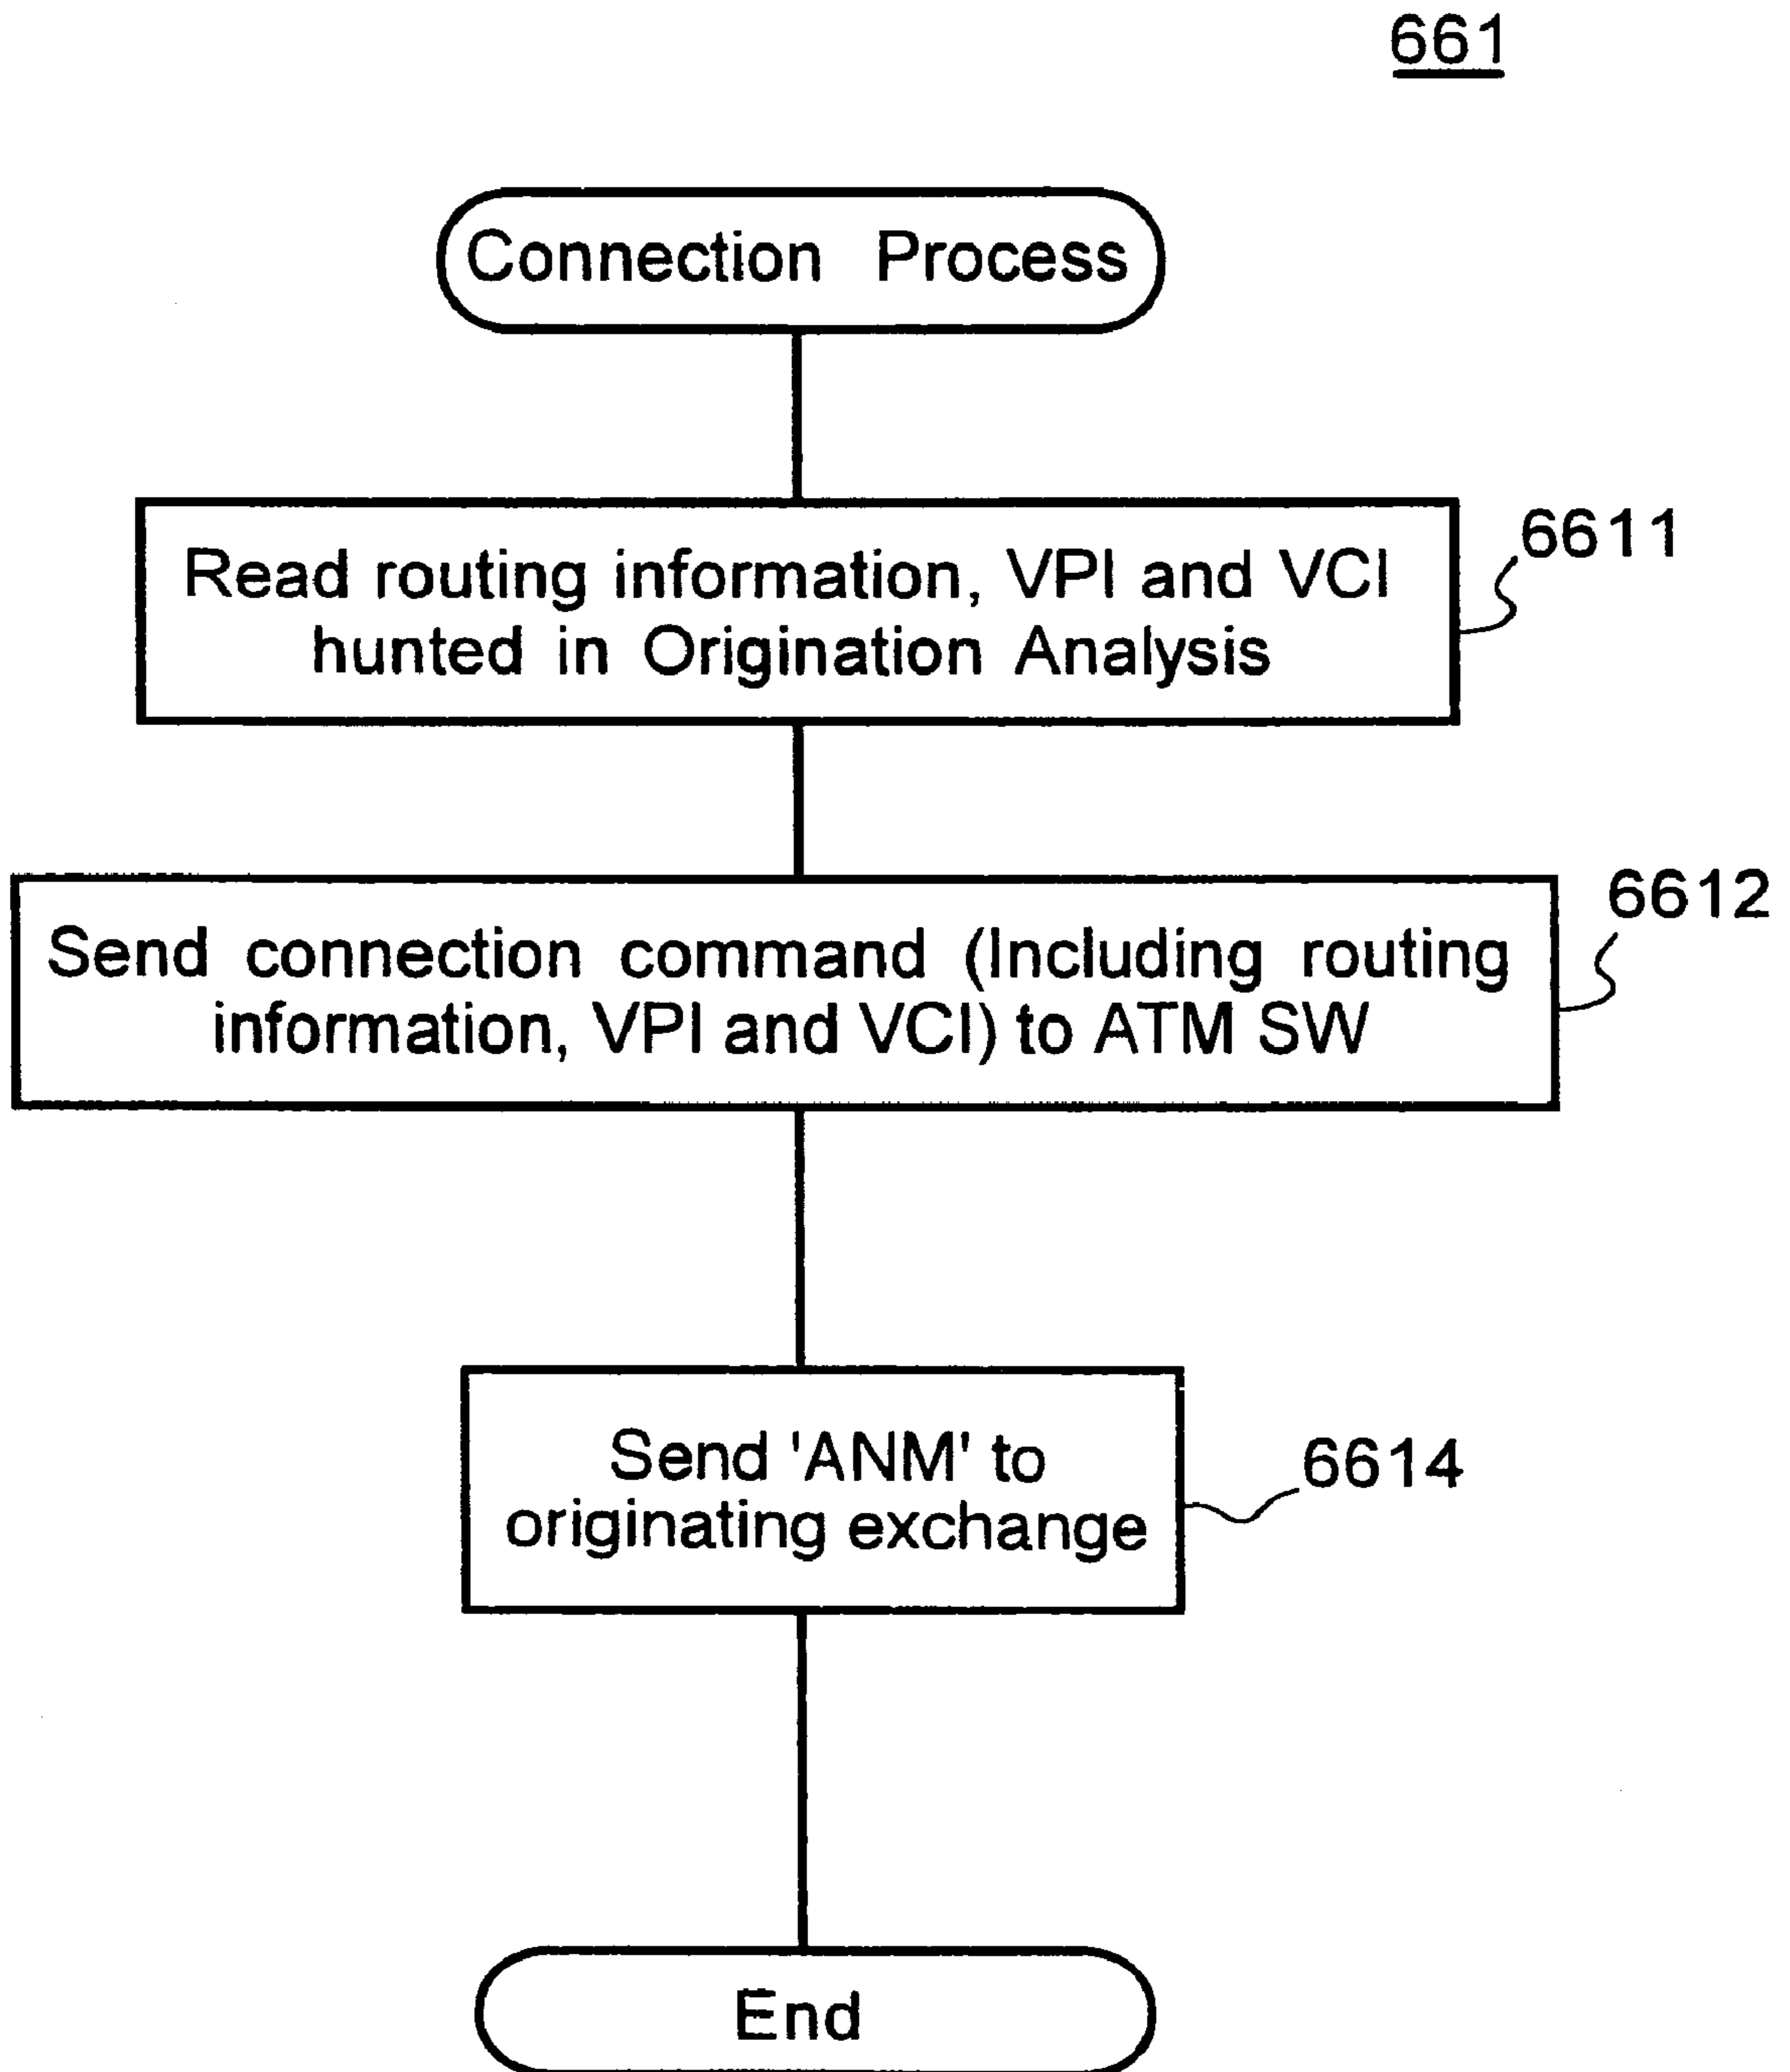 661
Connection Process
Read routing information, VPI and VCI
hunted in Origination Analysis
6611
Send connection command (Including routing
information, VPI and VCI) to ATM SW
6612
Send 'ANM' to
originating exchange
6614
End